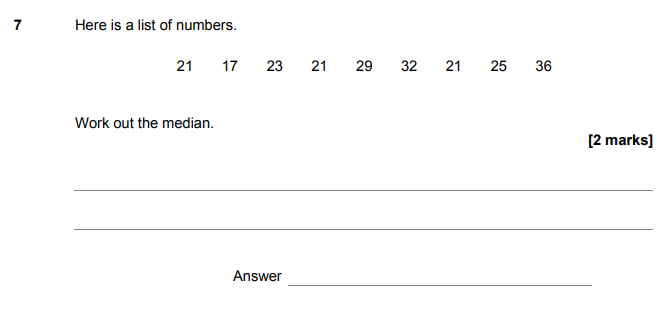 7 Here is a list of numbers.
21 17 23 21 29 32 21 25 36
Work out the median.
[2 marks]
Answer